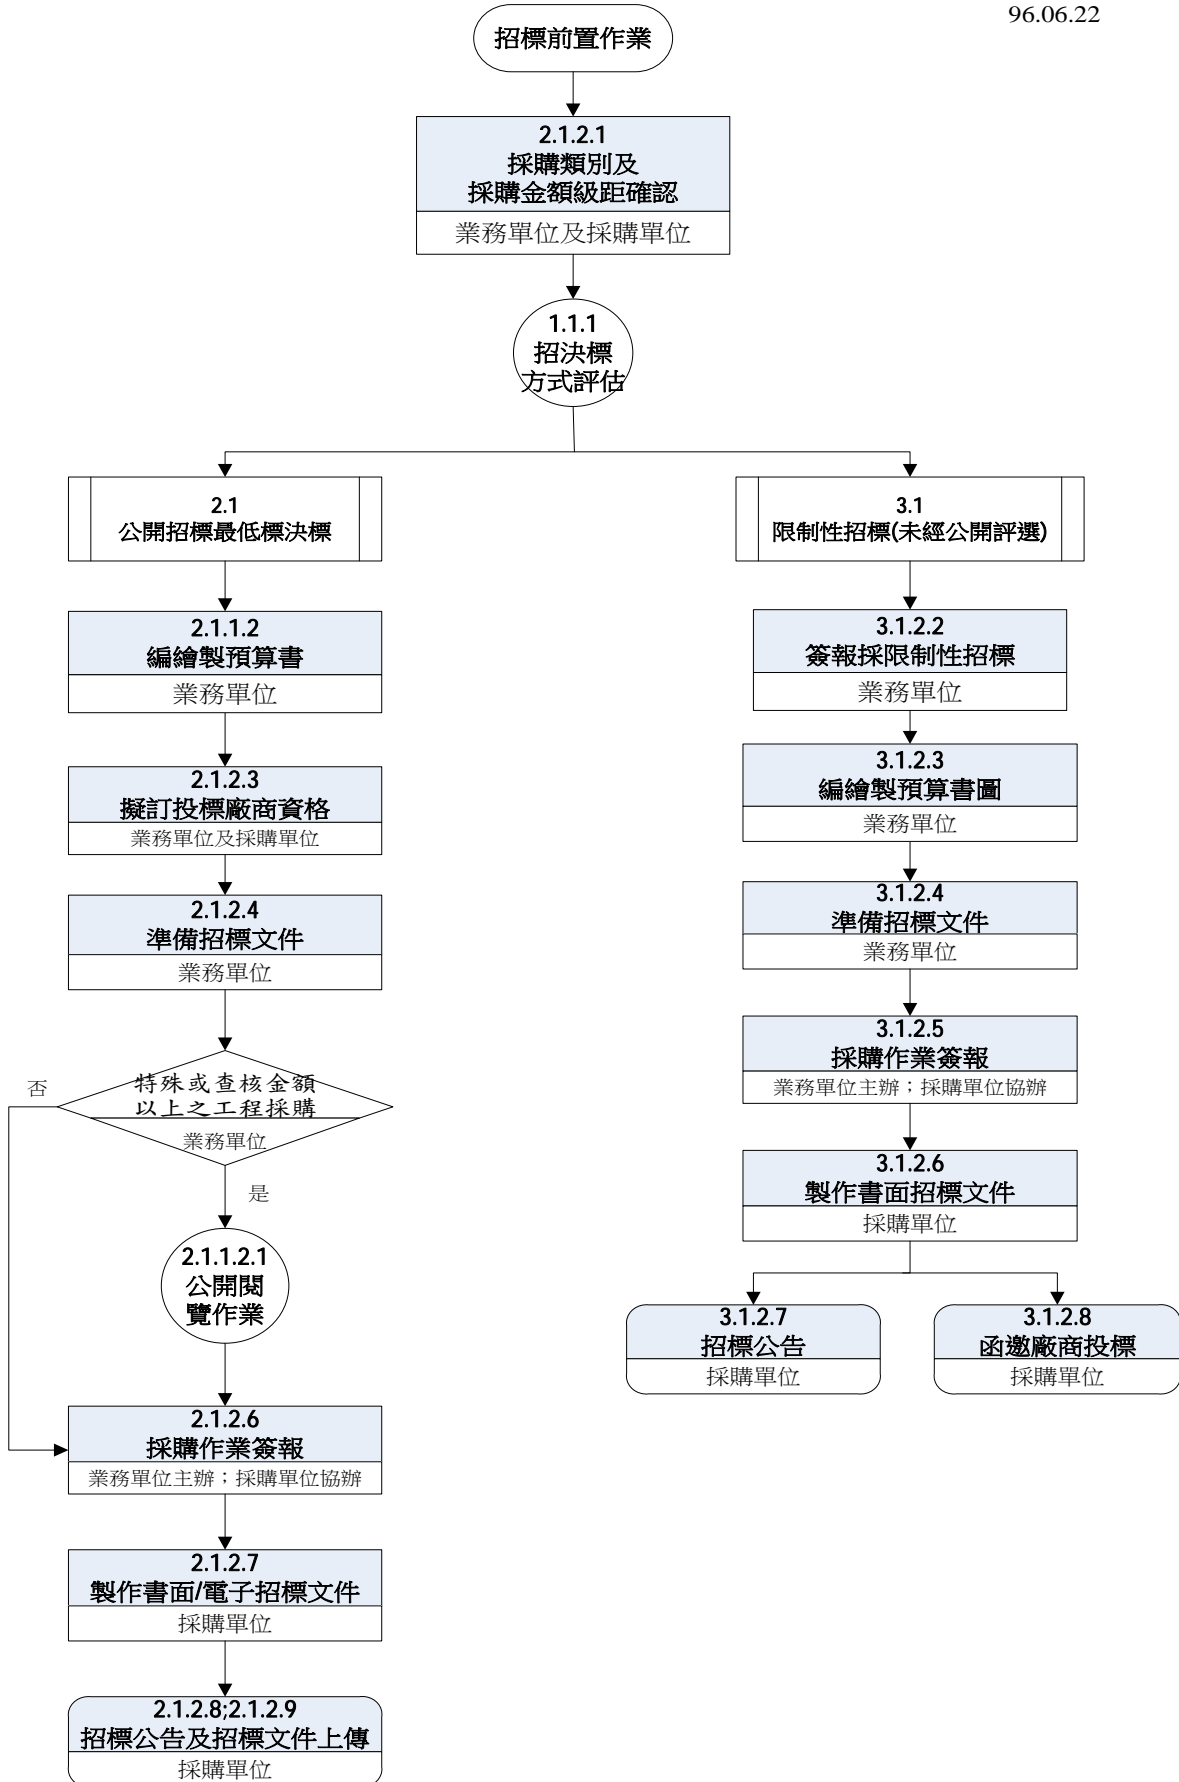 96.06.22
招標前置作業
2.1.2.1
採購類別及
採購金額級距確認
業務單位及採購單位
1.1.1
招決標
方式評估
2.1
公開招標最低標決標
2.1.1.2
編繪製預算書
業務單位
2.1.2.3
擬訂投標廠商資格
業務單位及採購單位
2.1.2.4
準備招標文件
業務單位
特殊或查核金額
以上之工程採購
業務單位
否
是
2.1.1.2.1
公開閱
覽作業
2.1.2.6
採購作業簽報
業務單位主辦；採購單位協辦
2.1.2.7
製作書面/電子招標文件
採購單位
2.1.2.8;2.1.2.9
招標公告及招標文件上傳
採購單位
3.1
限制性招標(未經公開評選)
3.1.2.2
簽報採限制性招標
業務單位
3.1.2.3
編繪製預算書圖
業務單位
3.1.2.4
準備招標文件
業務單位
3.1.2.5
採購作業簽報
業務單位主辦；採購單位協辦
3.1.2.6
製作書面招標文件
採購單位
3.1.2.7
招標公告
採購單位
3.1.2.8
函邀廠商投標
採購單位